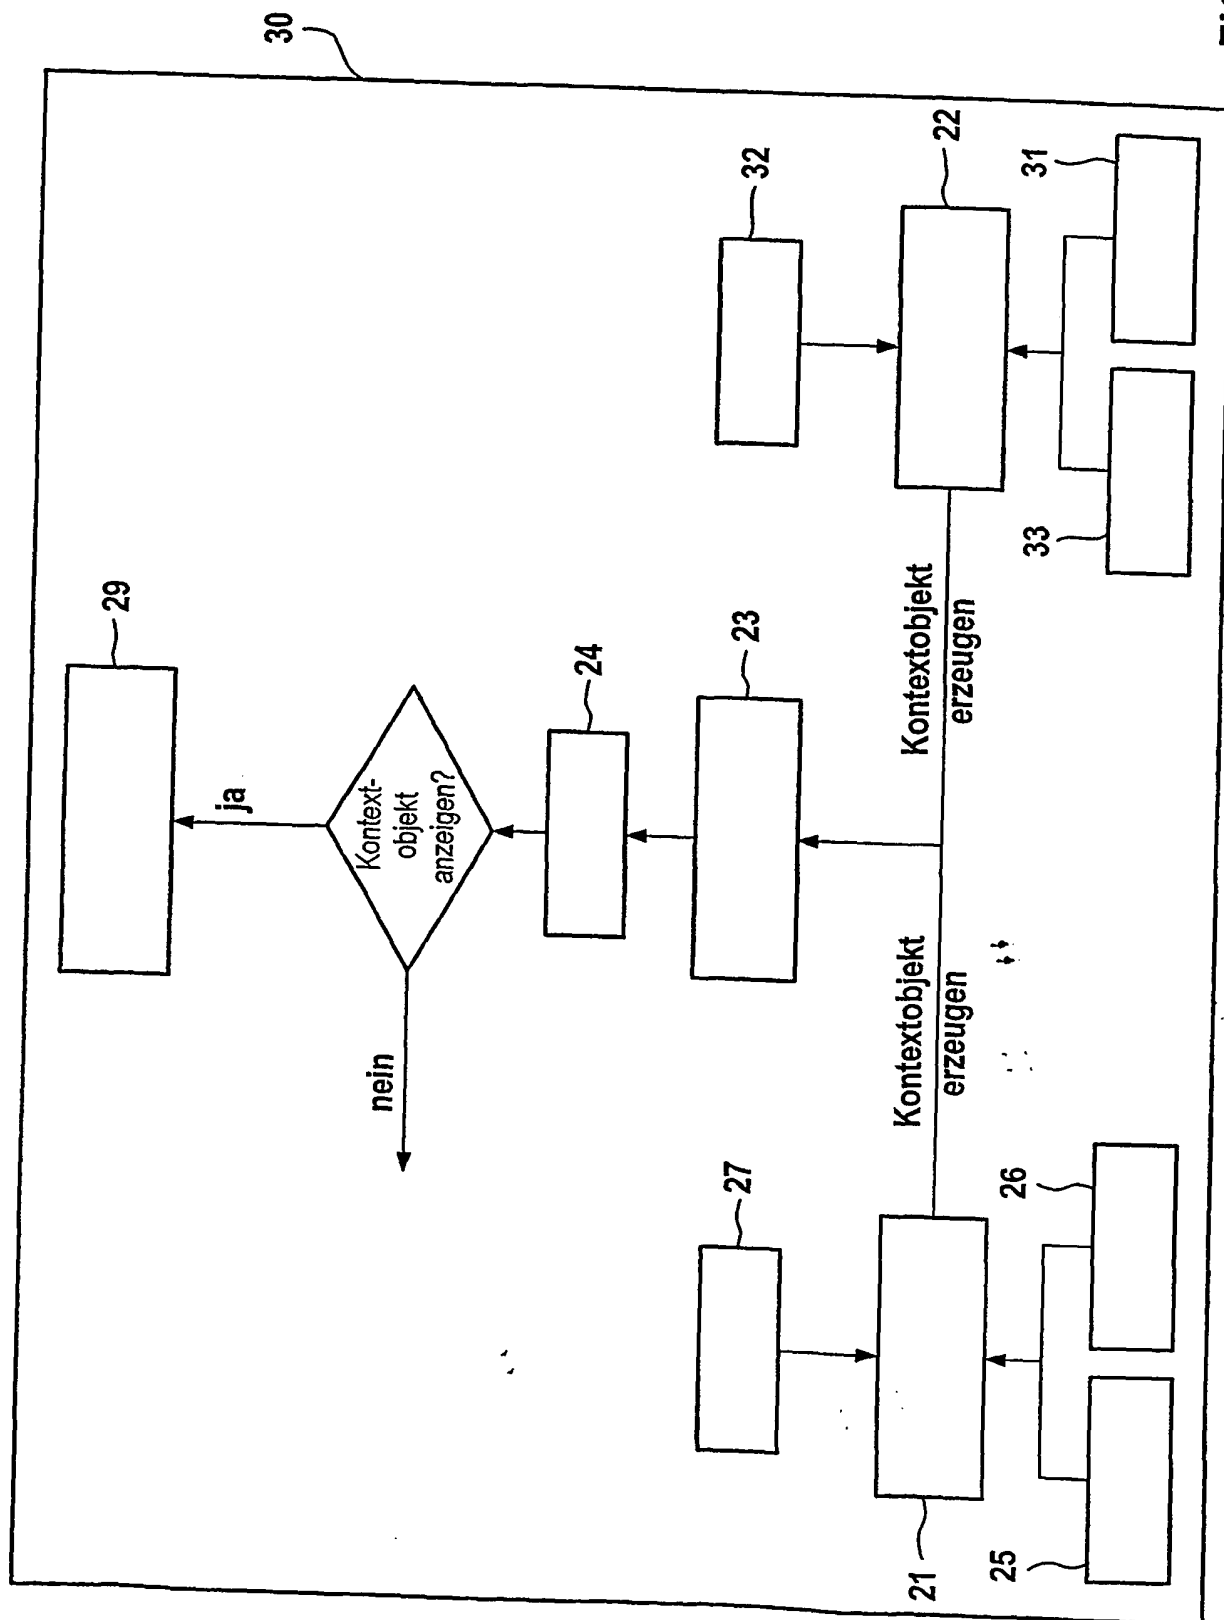 30
29
ja
nein
Kontext-
objekt
anzeigen?
24
27
23
32
Kontextobjekt
erzeugen
Kontextobjekt
erzeugen
21
22
25
26
33
31